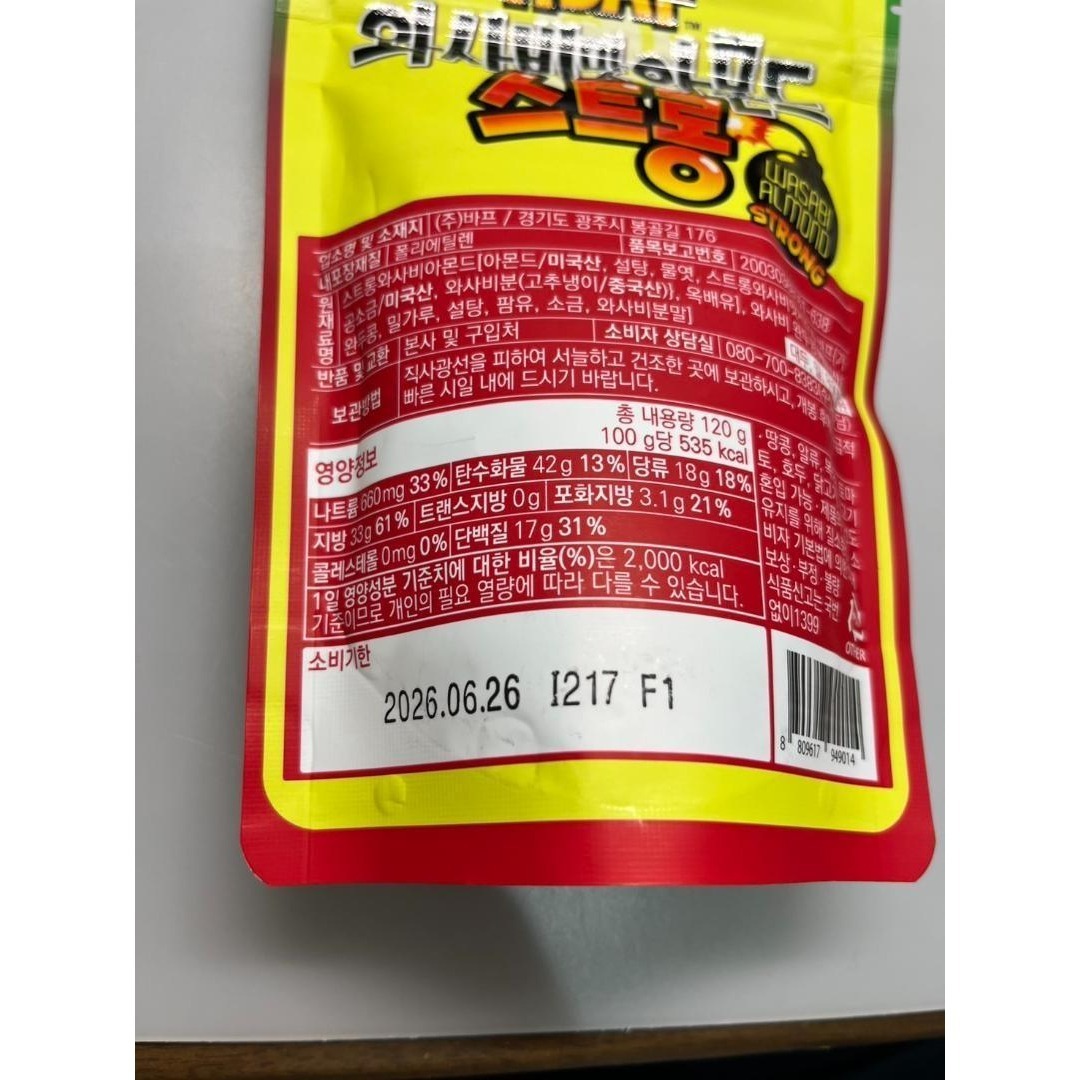 와사비맛아몬드
스트롱
WASABI
ALMOND
STRONG
업소명 및 소재지 (주)바프 / 경기도 광주시 봉골길 176
내포장재질 폴리에틸렌 품목보고번호
원재료명 스트롱와사비아몬드[아몬드/미국산, 설탕, 물엿,
공소금/미국산, 와사비분(고추냉이/중국산)], 옥배유], 와사비
완두콩, 밀가루, 설탕, 팜유, 소금, 와사비분말]
반품 및 교환 본사 및 구입처 소비자 상담실
보관방법 직사광선을 피하여 서늘하고 건조한 곳에 보관하시고, 개봉
빠른 시일 내에 드시기 바랍니다.
영양정보 총 내용량 120 g
100 g당 535 kcal
나트륨 660mg 33% 탄수화물 42g 13% 당류 18g 18%
지방 33g 61% 트랜스지방 0g 포화지방 3.1g 21%
콜레스테롤 0mg 0% 단백질 17g 31%
1일 영양성분 기준치에 대한 비율(%)은 2,000 kcal
기준이므로 개인의 필요 열량에 따라 다를 수 있습니다.
땅콩, 알류,
호두,
혼입 가능
유지를 위해
비자 기본법에
보상·부정·불량
식품신고는 국번
없이1399
OTHER
소비기한
2026.06.26 I217 F1
8 809617 949014